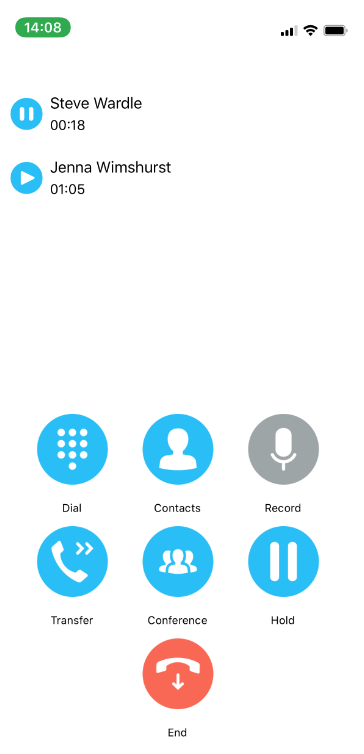 14:08
Steve Wardle
00:18
Jenna Wimshurst
01:05
Dial
Contacts
Record
Transfer
Conference
Hold
End